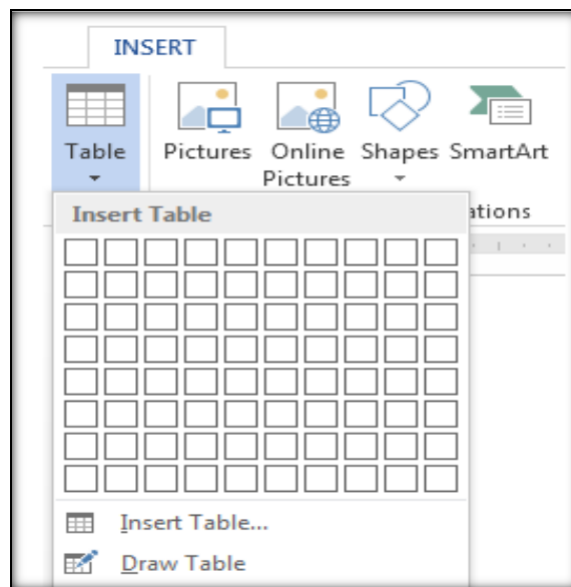 INSERT
Table Pictures Online Pictures Shapes SmartArt
ations
Insert Table
Insert Table...
Draw Table